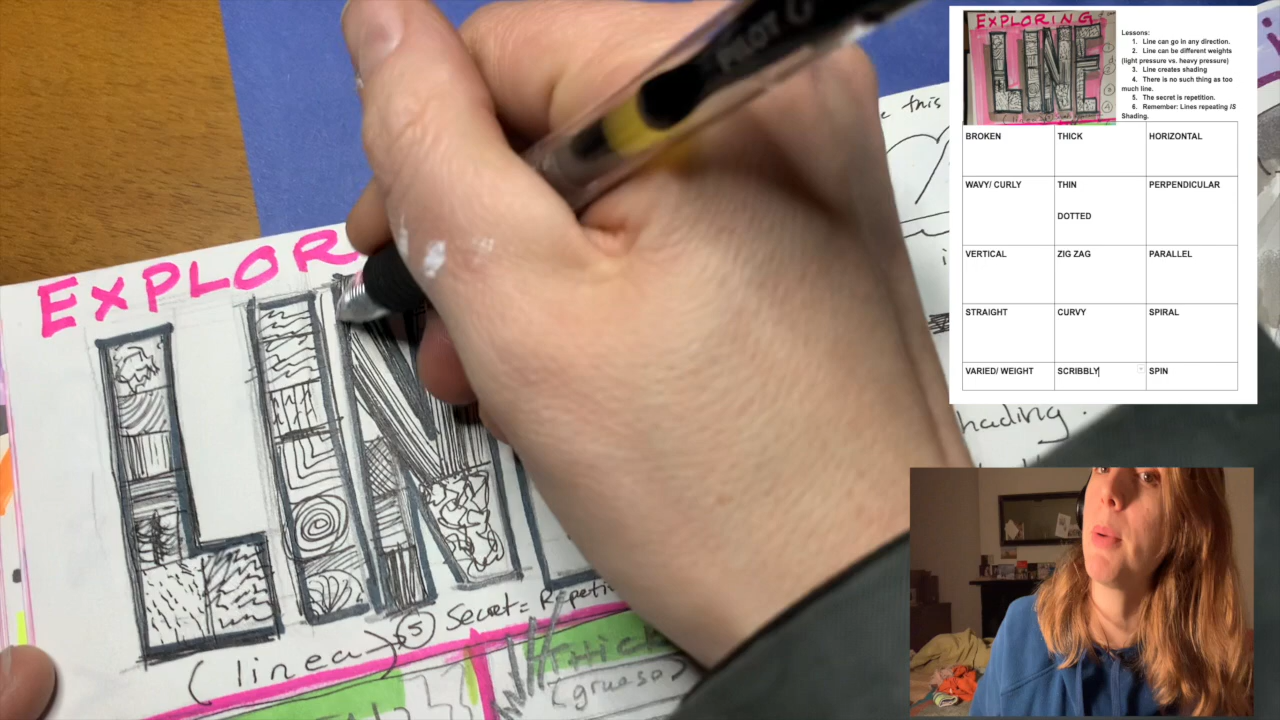 EXPLOR
PILOT G
this
hading.
(linea)
5 Secret = Repeti
THICK
(grueso)
EXPLORING
LINE
Lessons:
1. Line can go in any direction.
2. Line can be different weights
(light pressure vs. heavy pressure)
3. Line creates shading
4. There is no such thing as too
much line.
5. The secret is repetition.
6. Remember: Lines repeating IS
Shading.
BROKEN THICK HORIZONTAL
WAVY/ CURLY THIN PERPENDICULAR
DOTTED
VERTICAL ZIG ZAG PARALLEL
STRAIGHT CURVY SPIRAL
VARIED/ WEIGHT SCRIBBLY SPIN
LIN